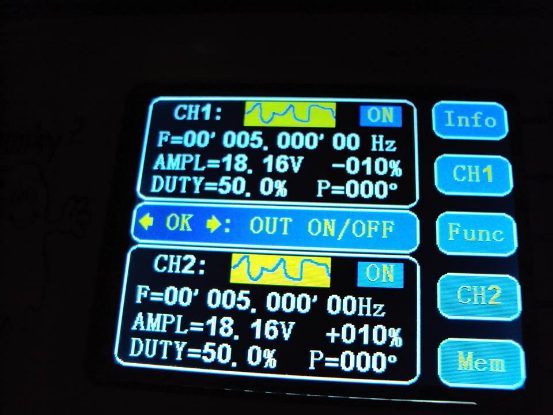 CH1: ON
F=00' 005. 000' 00 Hz
AMPL=18. 16V -010%
DUTY=50. 0% P=000°
OK : OUT ON/OFF
CH2: ON
F=00' 005. 000' 00Hz
AMPL=18. 16V +010%
DUTY=50. 0% P=000°
Info
CH1
Func
CH2
Mem